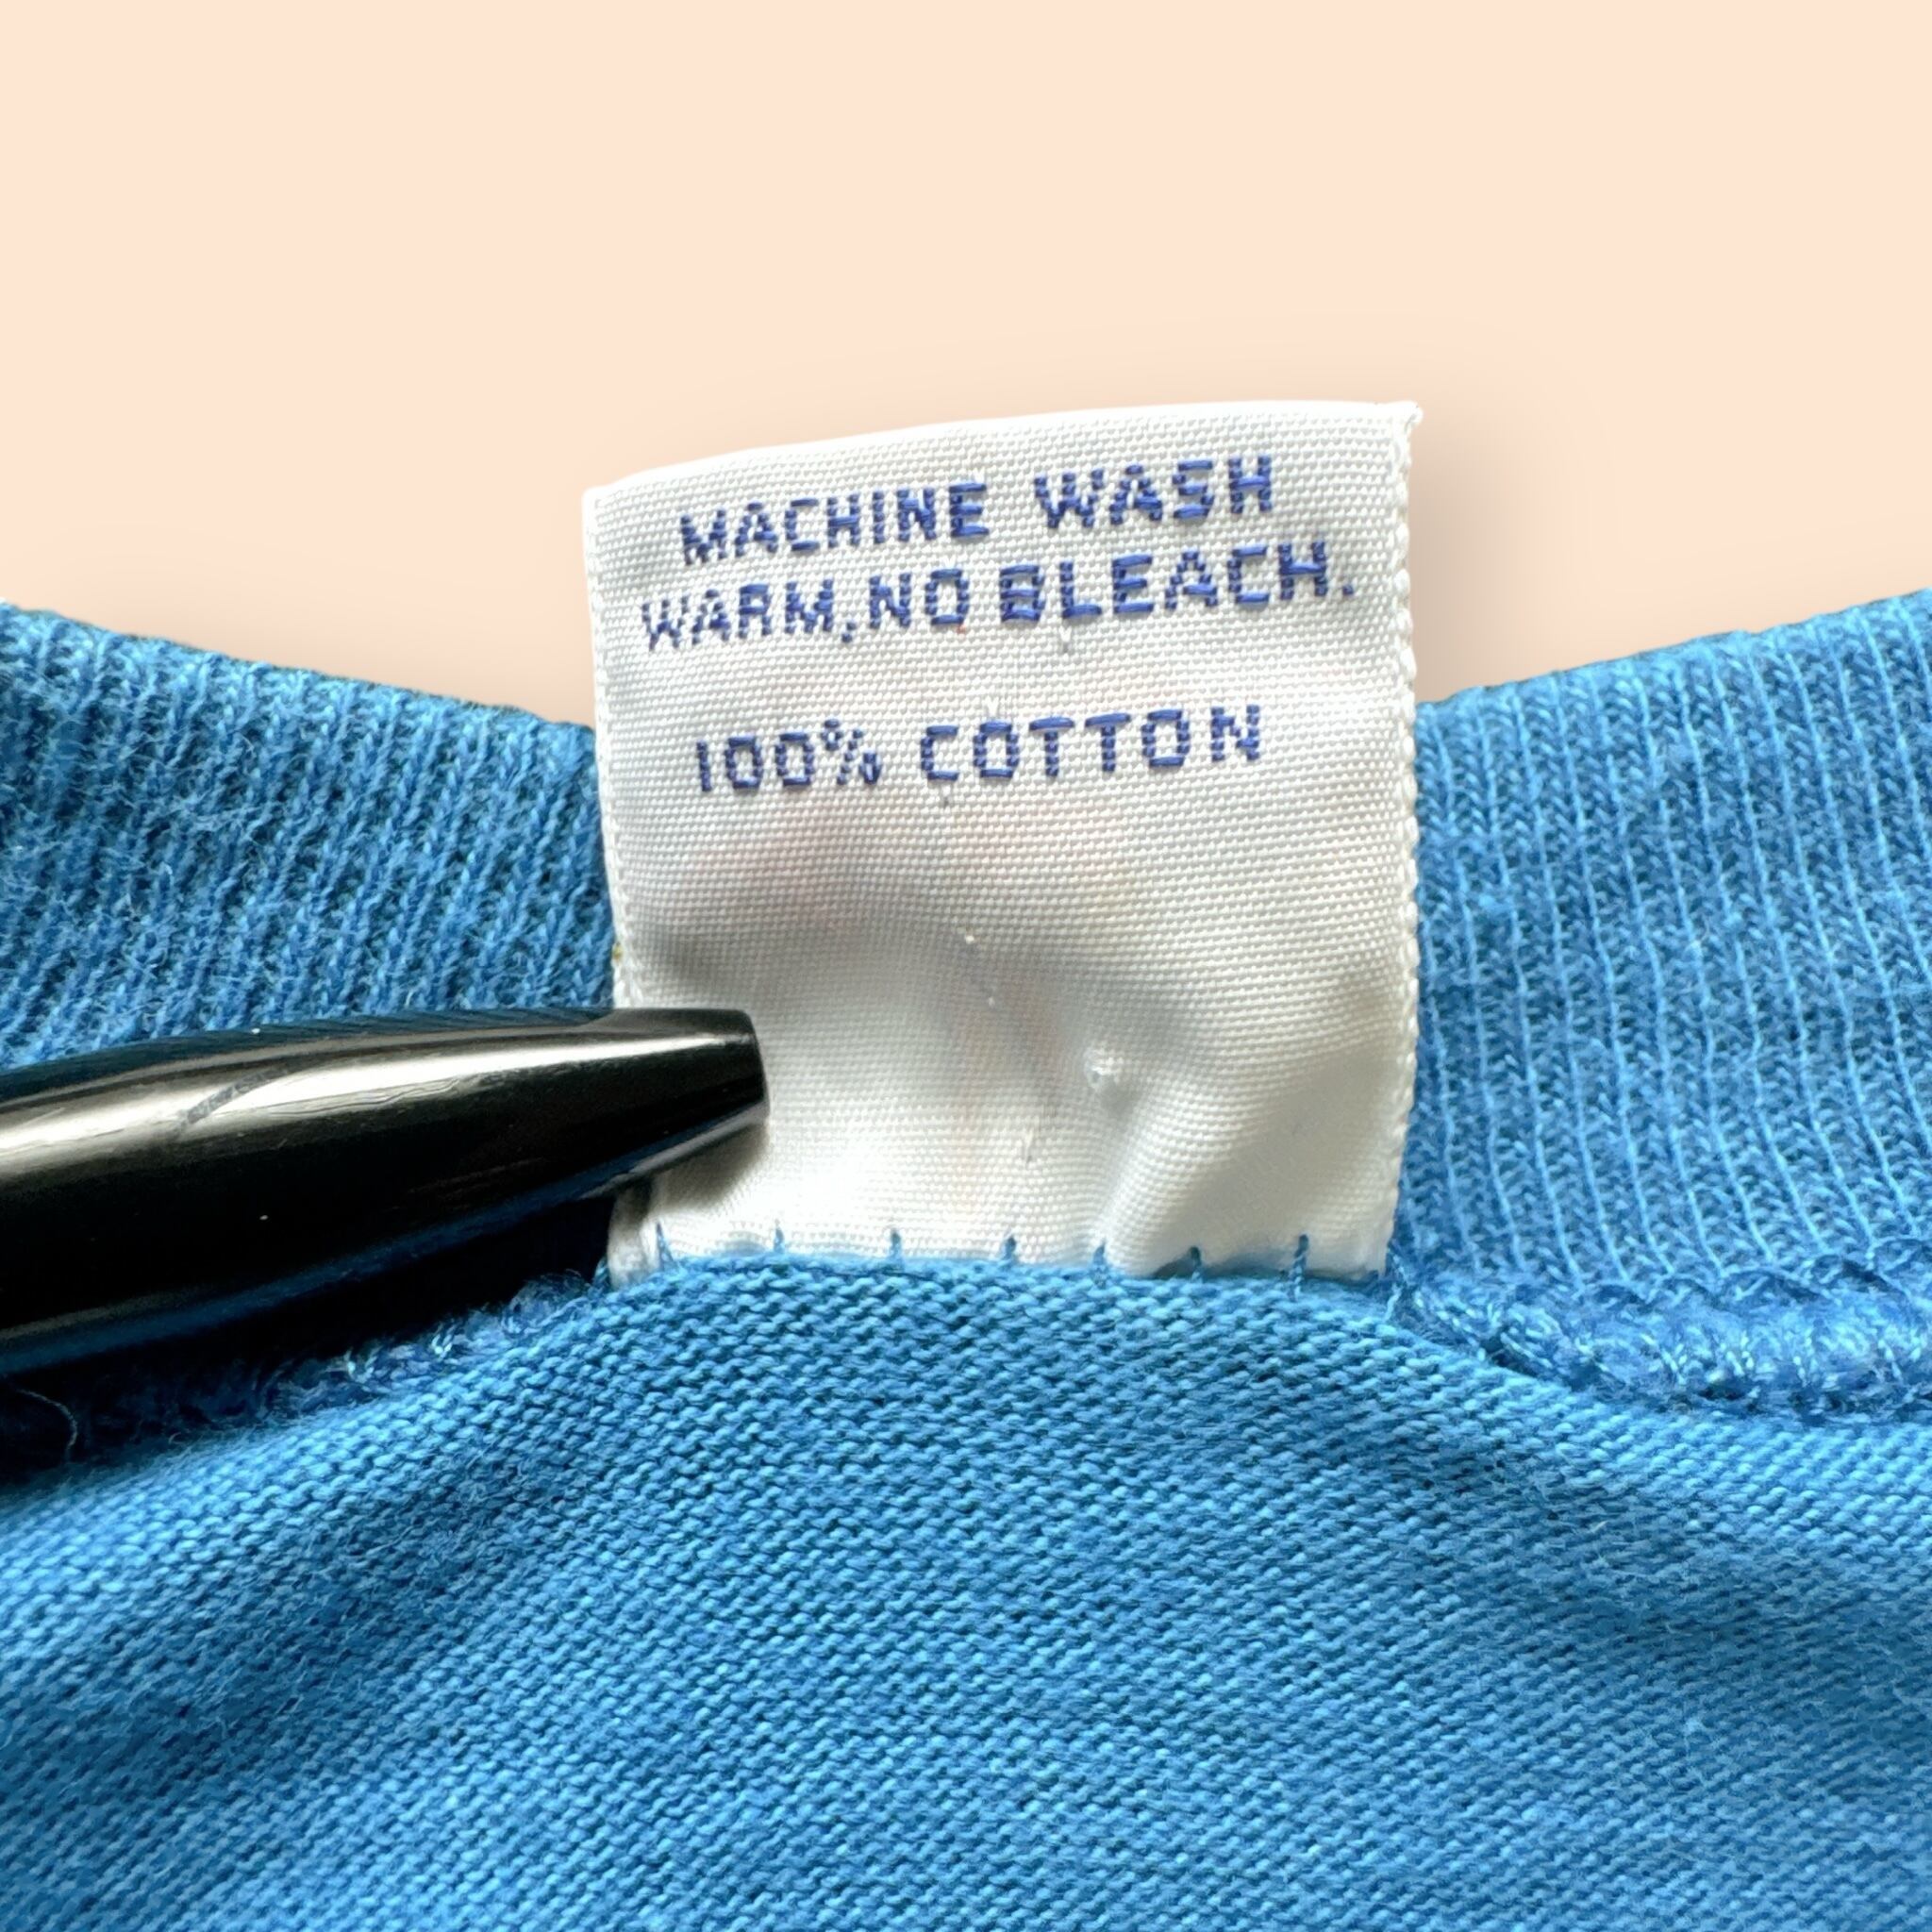 MACHINE WASH
WARM,NO BLEACH.
100% COTTON